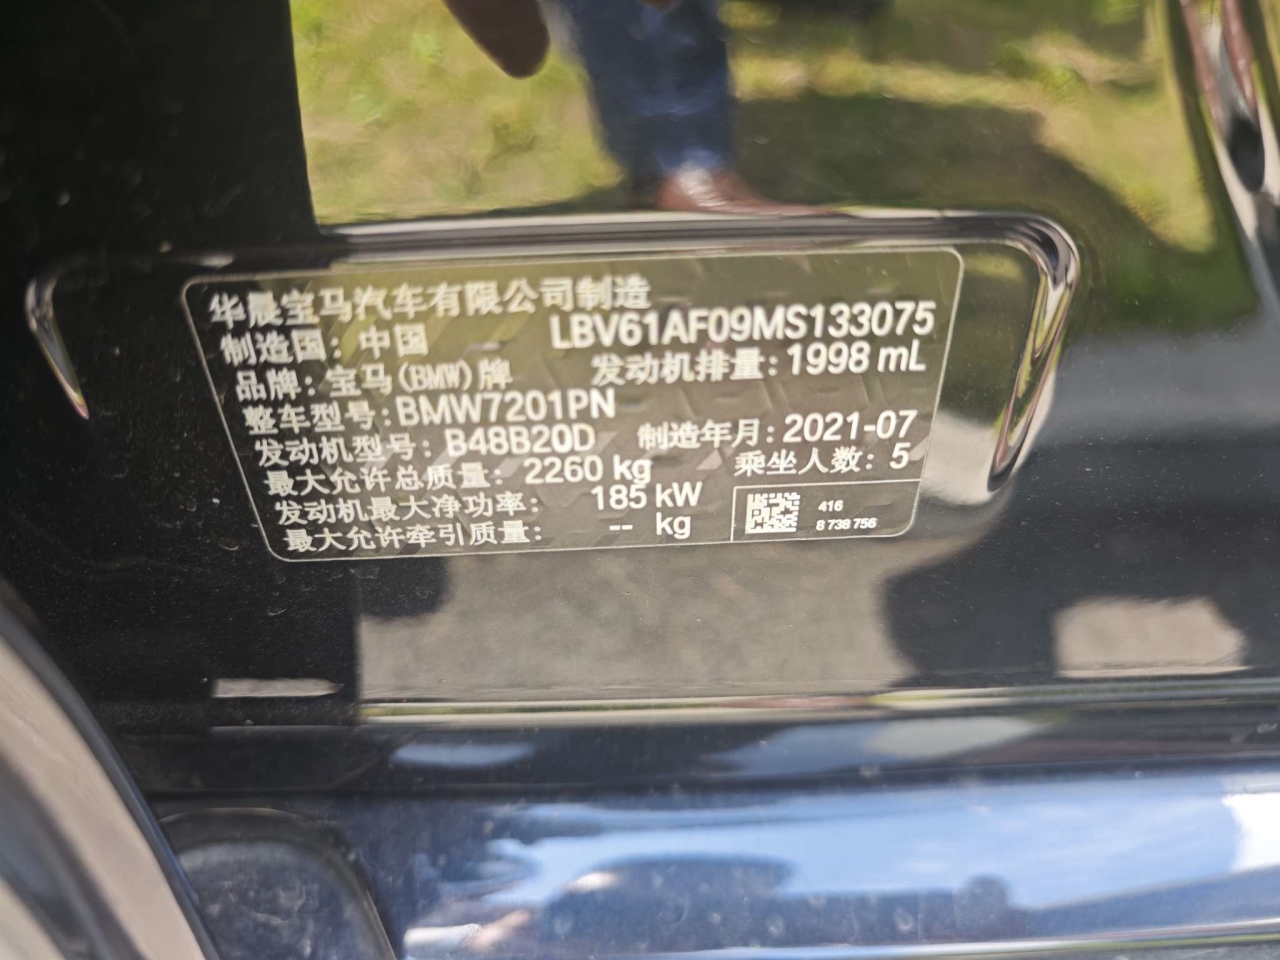 华晨宝马汽车有限公司制造
制造国：中国 LBV61AF09MS133075
品牌：宝马(BMW)牌 发动机排量：1998 mL
整车型号：BMW7201PN
发动机型号：B48B20D 制造年月：2021-07
最大允许总质量：2260 kg 乘坐人数：5
发动机最大净功率：185 kW
最大允许牵引质量：-- kg
416
8 738 756